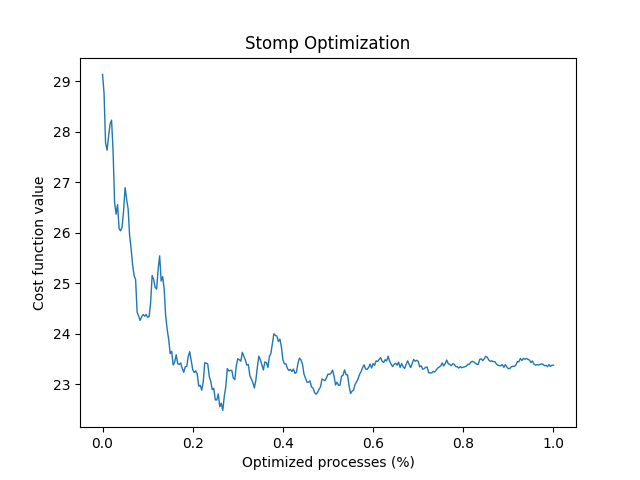 Stomp Optimization
Cost function value
29
28
27
26
25
24
23
0.0 0.2 0.4 0.6 0.8 1.0
Optimized processes (%)